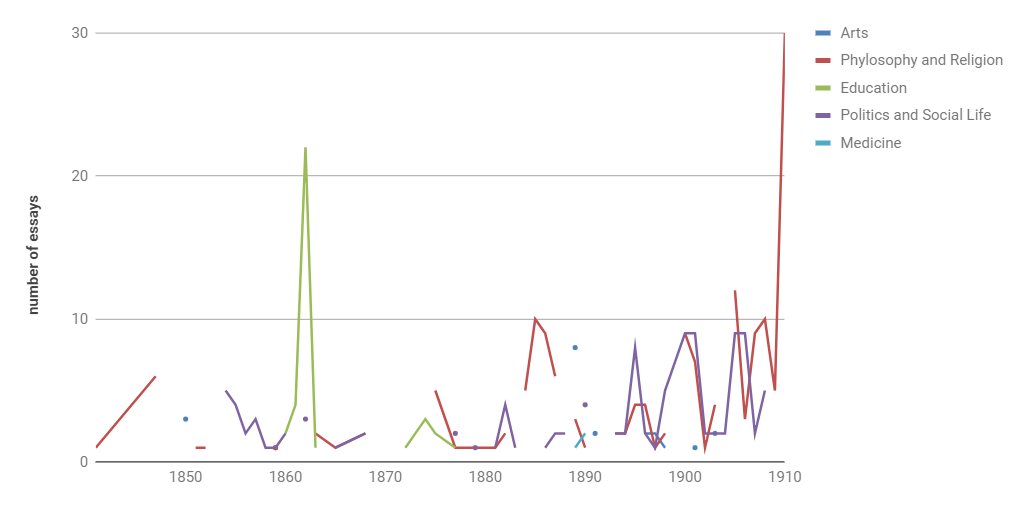 number of essays
30
20
10
0
1850 1860 1870 1880 1890 1900 1910
Arts
Phylosophy and Religion
Education
Politics and Social Life
Medicine